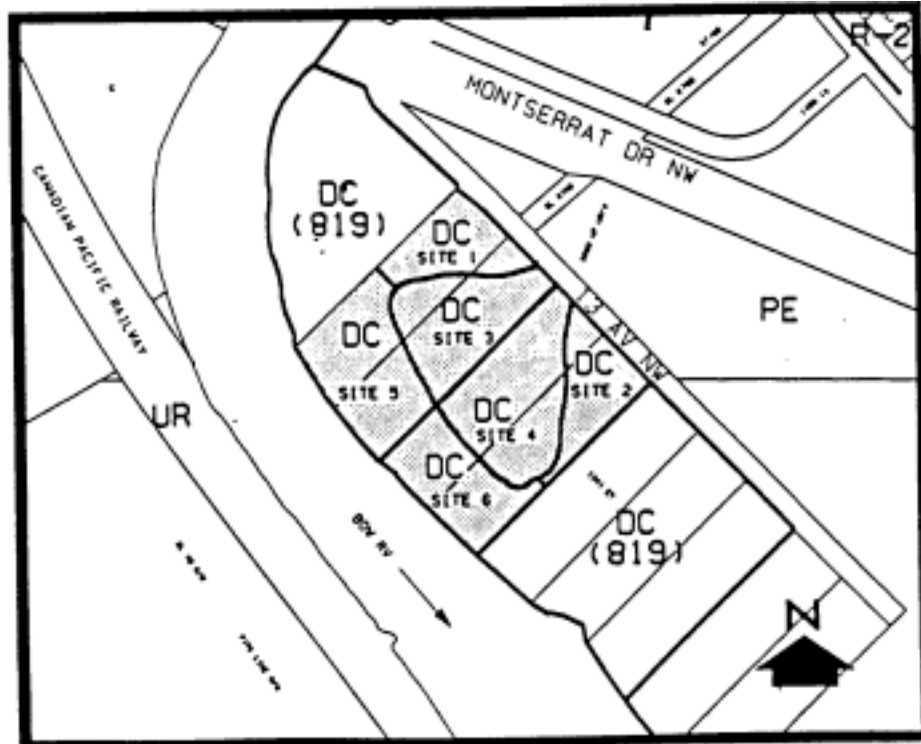 R-2
MONTSERRAT DR NW
CANADIAN PACIFIC RAILWAY
DC
(819)
DC
SITE 1
13 AV NW
PE
DC
SITE 3
DC
SITE 5
DC
SITE 2
DC
SITE 4
UR
DC
SITE 6
BOW RV
DC
(819)
N